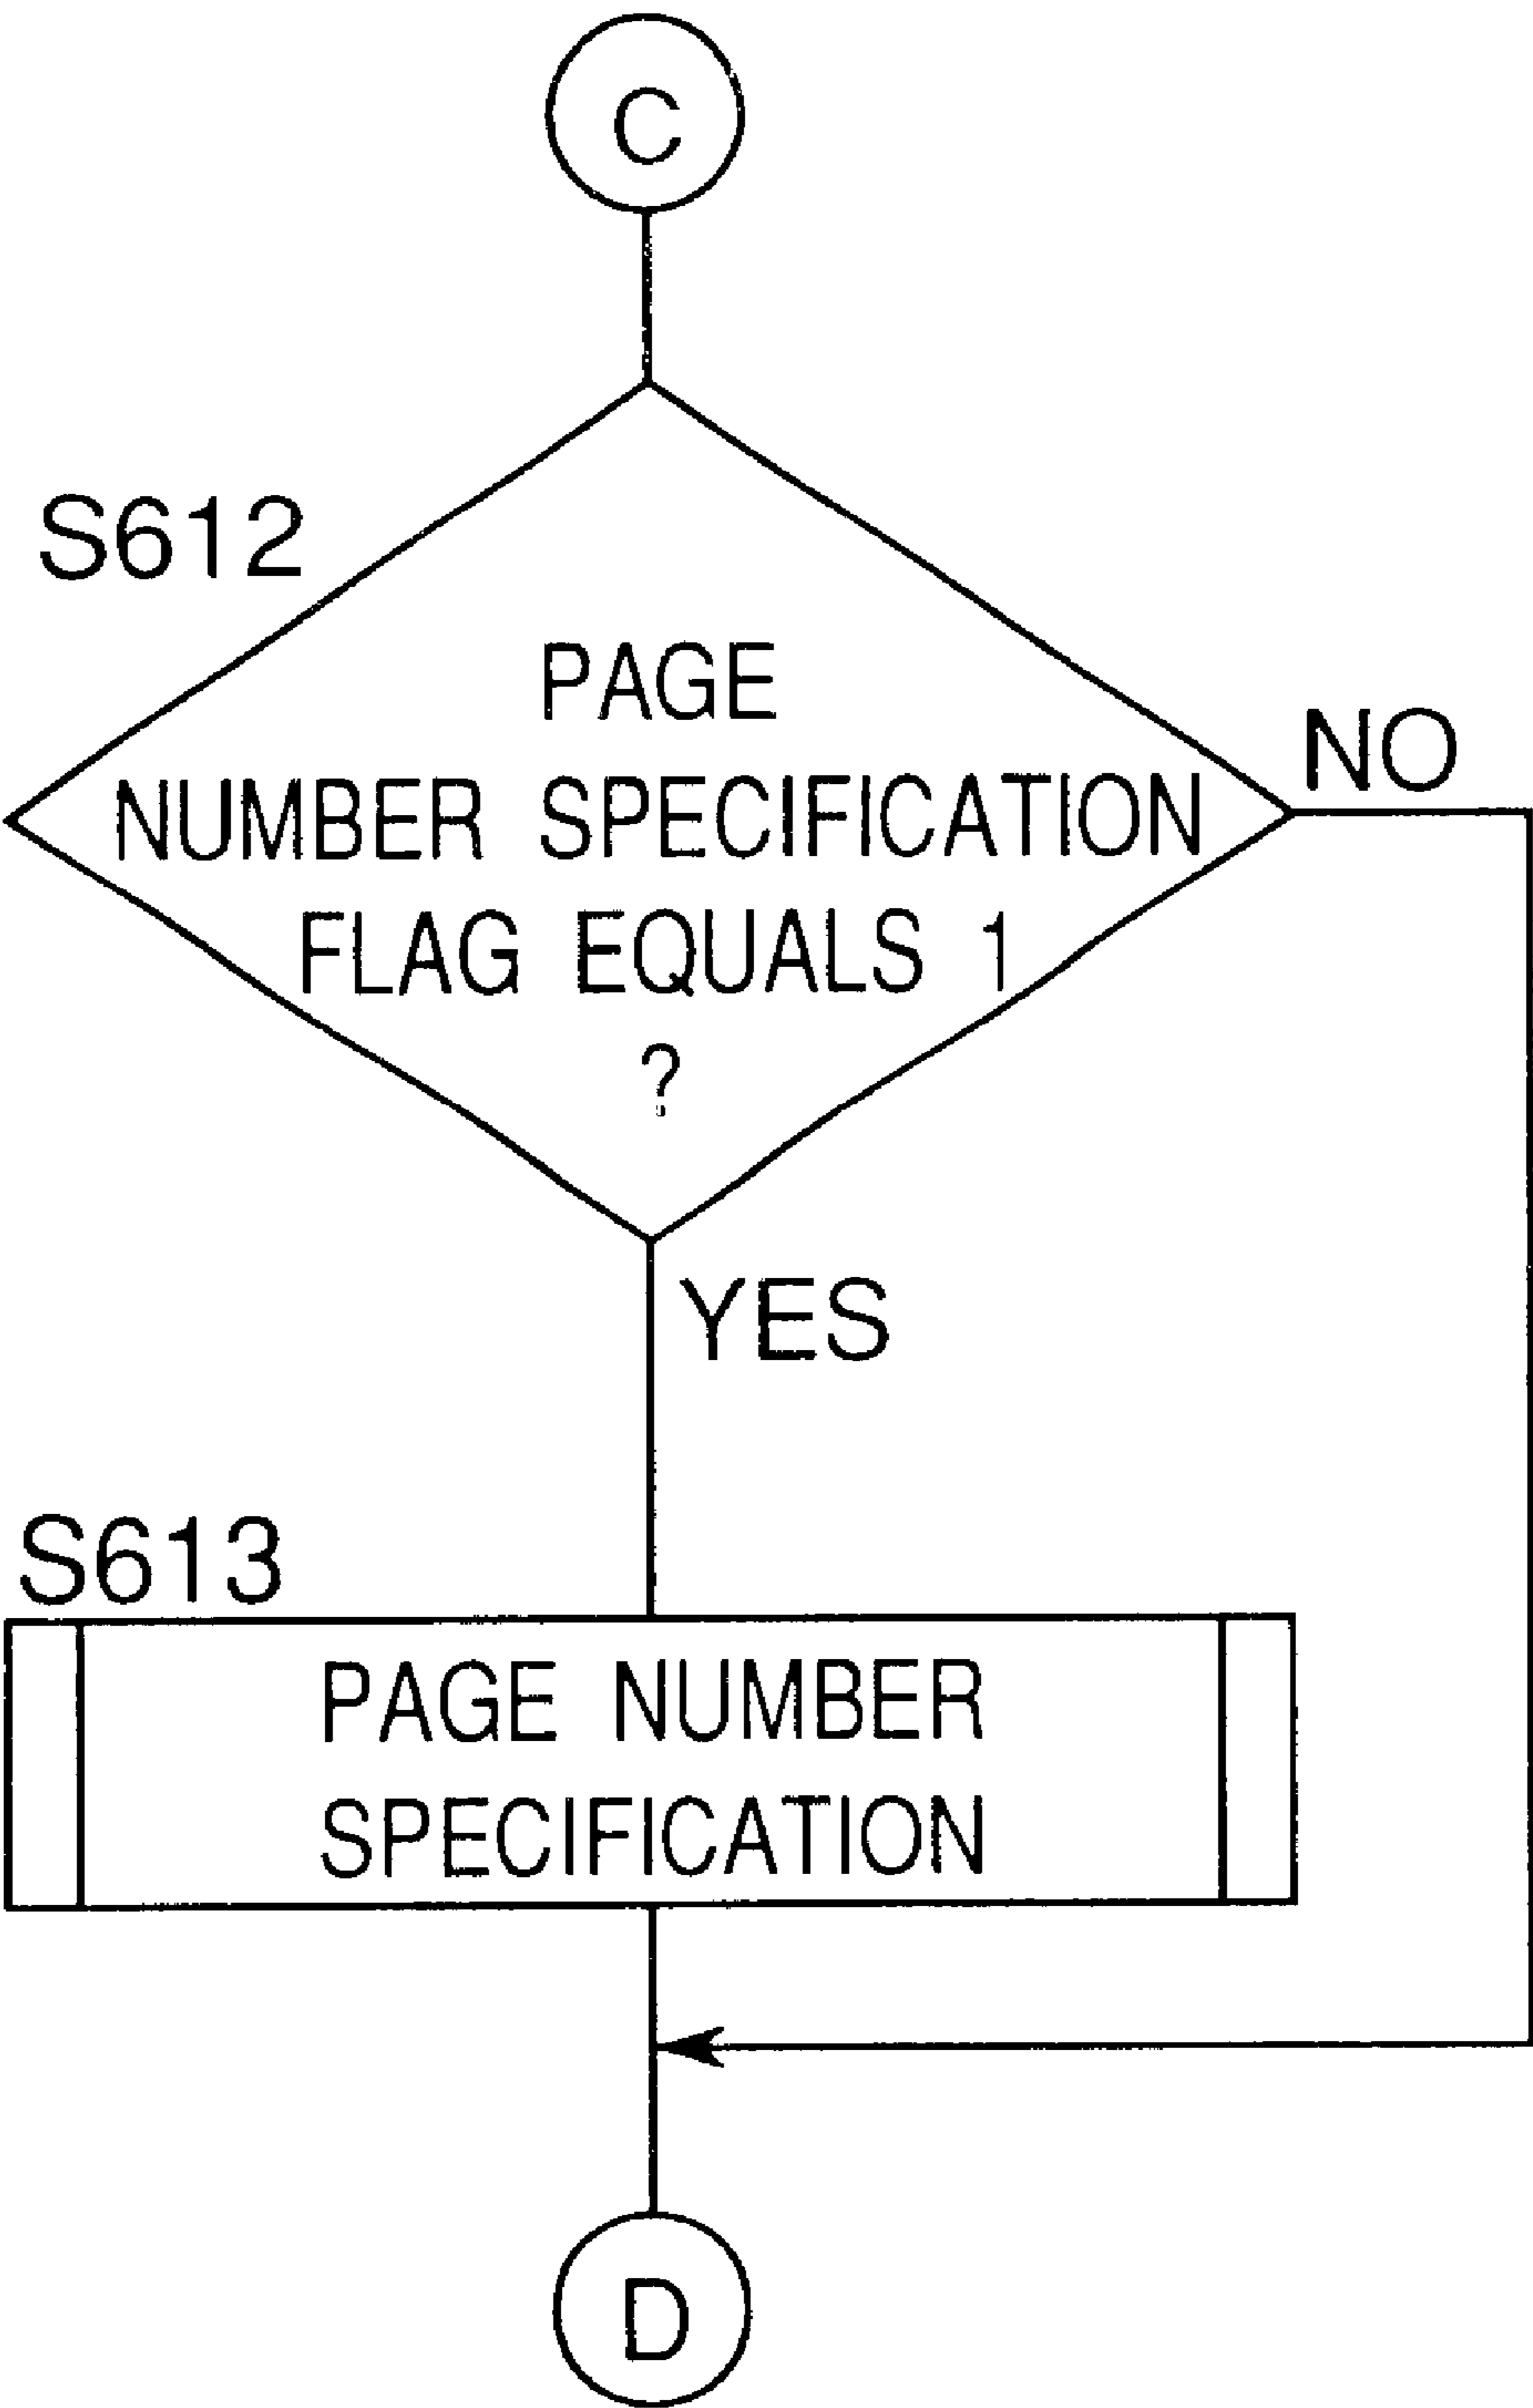 C
S612
PAGE
NUMBER SPECIFICATION
FLAG EQUALS 1
?
NO
YES
S613
PAGE NUMBER
SPECIFICATION
D